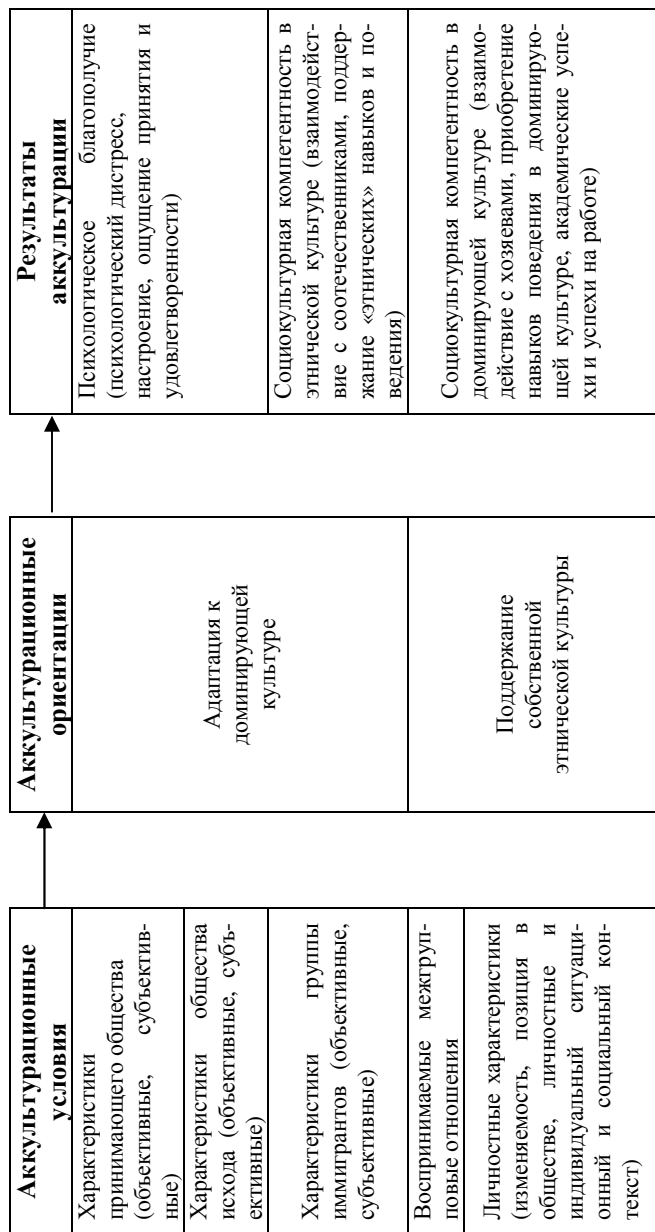 Аккультурационные
условия
Характеристики
принимающего общества
(объективные, субъектив-
ные)
Характеристики общества
исхода (объективные, субъ-
ективные)
Характеристики группы
иммигрантов (объективные,
субъективные)
Воспринимаемые межгруп-
повые отношения
Личностные характеристики
(изменяемость, позиция в
обществе, личностные и
индивидуальный ситуаци-
онный и социальный кон-
текст)
Аккультурационные
ориентации
Адаптация к
доминирующей
культуре
Поддержание
собственной
этнической культуры
Результаты
аккультурации
Психологическое благополучие
(психологический дистресс,
настроение, ощущение принятия и
удовлетворенности)
Социокультурная компетентность в
этнической культуре (взаимодейст-
вие с соотечественниками, поддер-
жание «этнических» навыков и по-
ведения)
Социокультурная компетентность в
доминирующей культуре (взаимо-
действие с хозяевами, приобретение
навыков поведения в доминирую-
щей культуре, академические успе-
хи и успехи на работе)